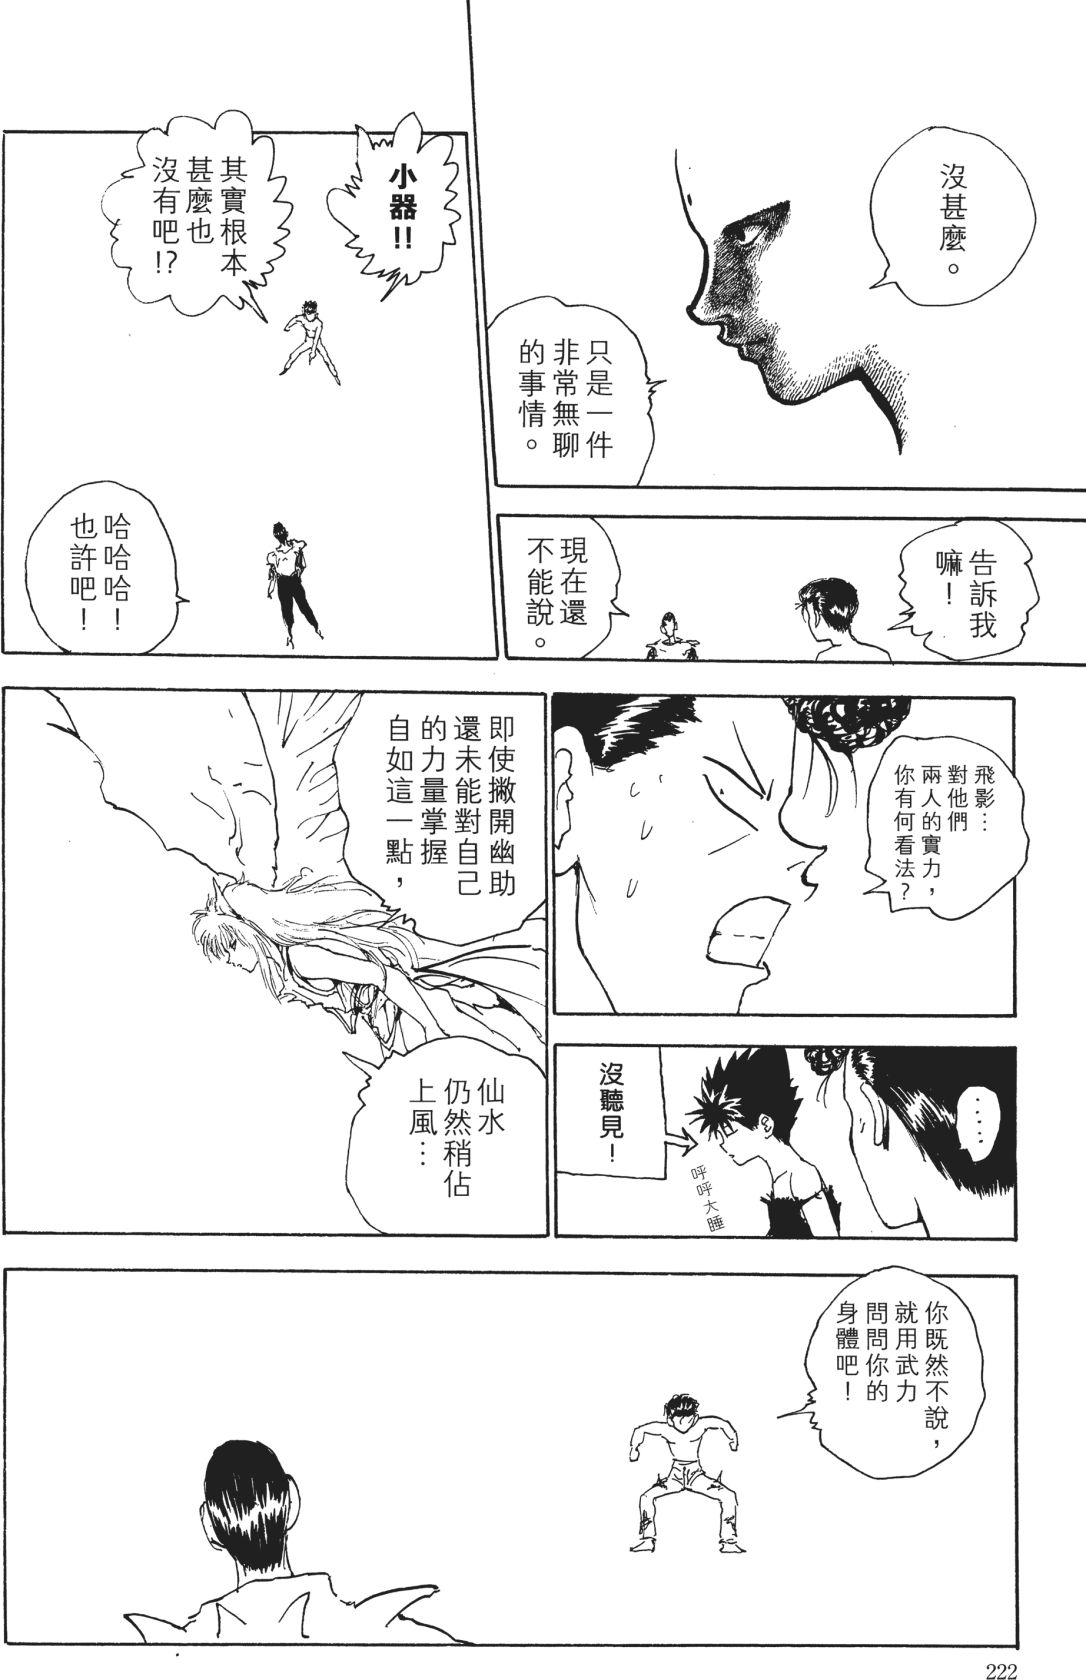 沒甚麼。
只是一件
非常無聊
的事情。
告訴我
嘛！
現在還
不能說。
小器!!
其實根本
甚麼也
沒有吧!?
哈哈哈！
也許吧！
飛影…
對他們
兩人的實力，
你有何看法？
……
沒聽見！
呼呼大睡
即使撇開幽助
還未能對自己
的力量掌握
自如這一點，
仙水
仍然稍佔
上風…
你既然不說，
就用武力
問問你的
身體吧！
222